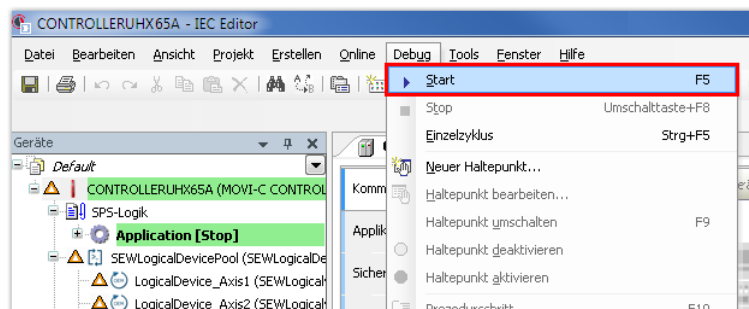 CONTROLLERUHX65A - IEC Editor
Datei Bearbeiten Ansicht Projekt Erstellen Online Debug Tools Fenster Hilfe
Start F5
Stop Umschalttaste+F8
Einzelzyklus Strg+F5
Neuer Haltepunkt...
Haltepunkt bearbeiten...
Haltepunkt umschalten F9
Haltepunkt deaktivieren
Haltepunkt aktivieren
Prozedurschritt F10
Geräte
Default
CONTROLLERUHX65A (MOVI-C CONTROL
SPS-Logik
Application [Stop]
SEWLogicalDevicePool (SEWLogicalDe
LogicalDevice_Axis1 (SEWLogical
LogicalDevice_Axis2 (SEWLogical
Komm
Applik
Sicher